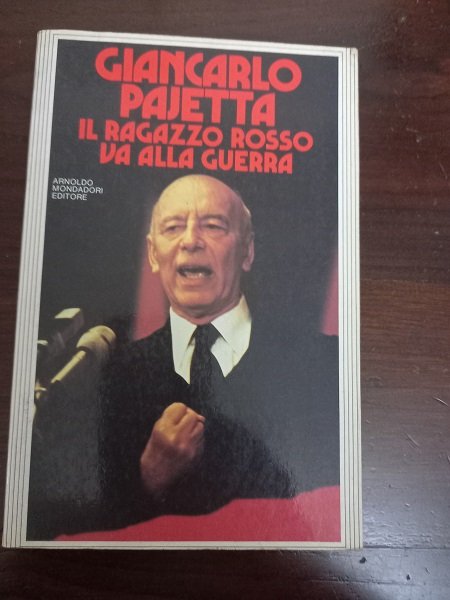 GIANCARLO
PAJETTA
IL RAGAZZO ROSSO
VA ALLA GUERRA
ARNOLDO
MONDADORI
EDITORE